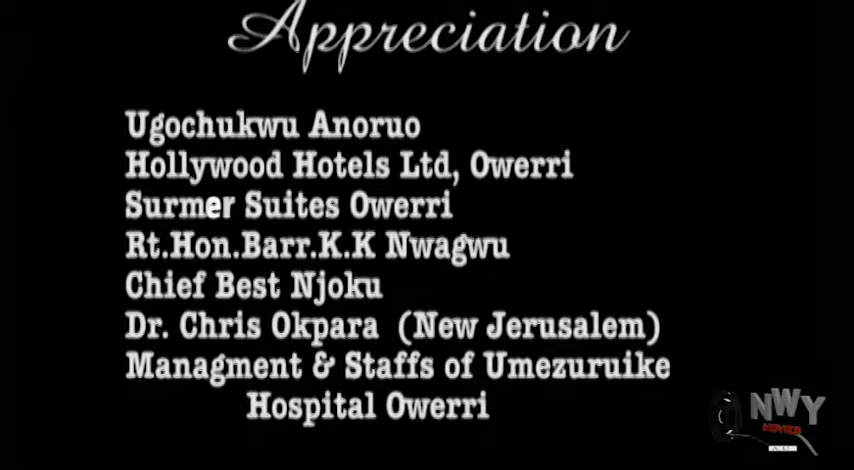 Appreciation
Ugochukwu Anoruo
Hollywood Hotels Ltd, Owerri
Surmer Suites Owerri
Rt.Hon.Barr.K.K Nwagwu
Chief Best Njoku
Dr. Chris Okpara (New Jerusalem)
Managment & Staffs of Umezuruike
Hospital Owerri
NWY
MOVIES